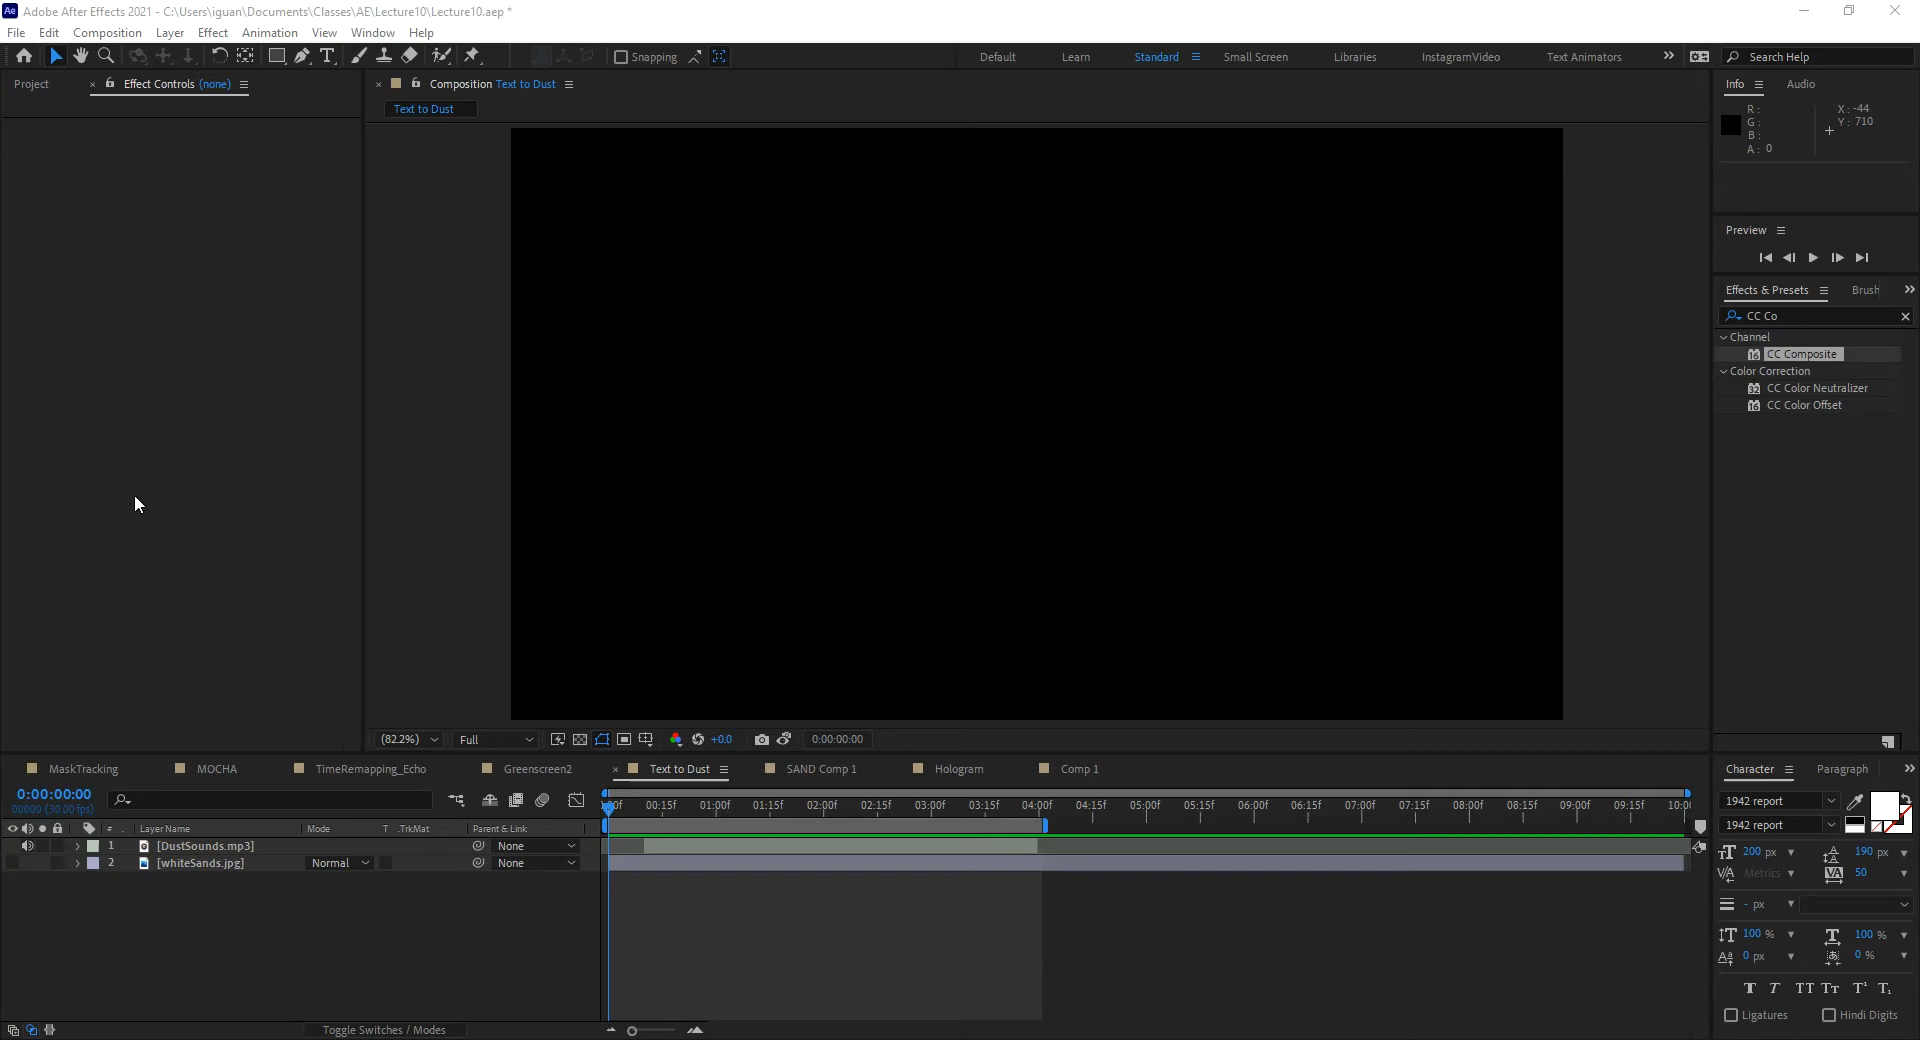 Ae Adobe After Effects 2021 - C:\Users\iguan\Documents\Classes\AE\Lecture10\Lecture10.aep *
File Edit Composition Layer Effect Animation View Window Help
Snapping Default Learn Standard Small Screen Libraries InstagramVideo Text Animators Search Help
Project Effect Controls (none) Composition Text to Dust Info Audio
Text to Dust
R :
G :
B :
A : 0
X : -44
Y : 710
Preview
Effects & Presets Brush
CC Co
Channel
CC Composite
Color Correction
CC Color Neutralizer
CC Color Offset
(82.2%) Full +0.0 0:00:00:00
MaskTracking MOCHA TimeRemapping_Echo Greenscreen2 Text to Dust SAND Comp 1 Hologram Comp 1
0:00:00:00
00000 (30.00 fps)
00:15f 01:00f 01:15f 02:00f 02:15f 03:00f 03:15f 04:00f 04:15f 05:00f 05:15f 06:00f 06:15f 07:00f 07:15f 08:00f 08:15f 09:00f 09:15f
# . Layer Name Mode T .TrkMat Parent & Link
1 [DustSounds.mp3] None
2 [whiteSands.jpg] Normal None
Toggle Switches / Modes
Character Paragraph
1942 report
1942 report
200 px 190 px
Metrics 50
- px
100 % 100 %
0 px 0 %
T T TT Tt T¹ T₁
Ligatures Hindi Digits